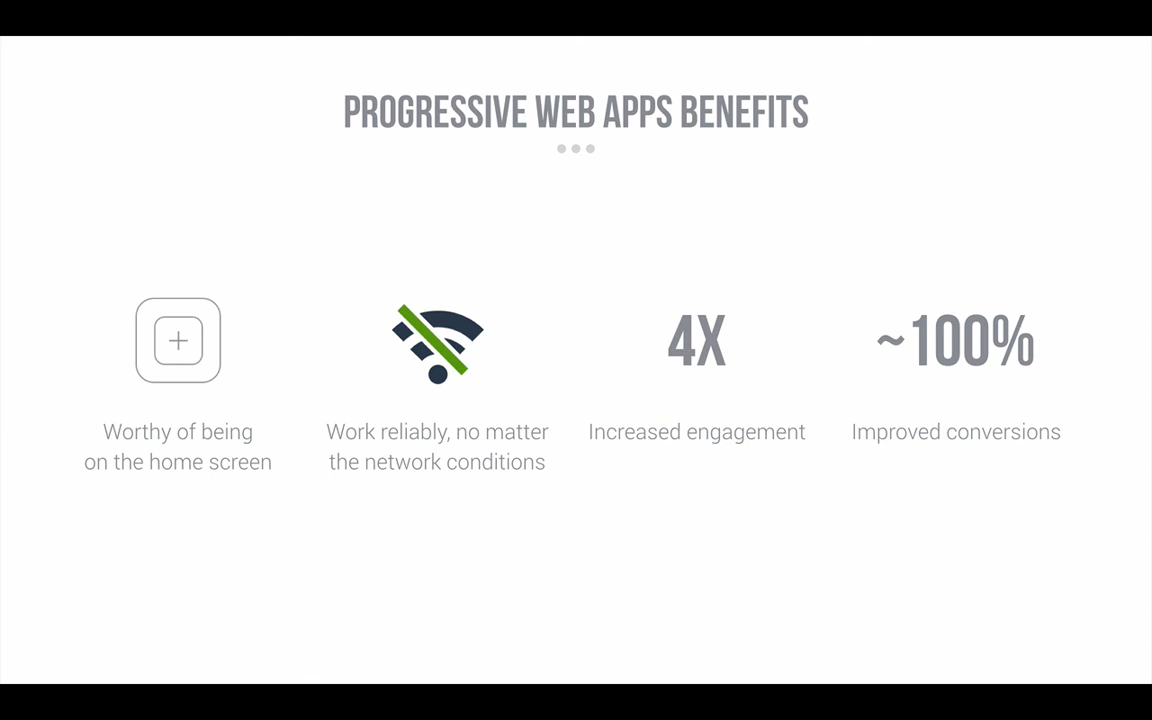 PROGRESSIVE WEB APPS BENEFITS
Worthy of being
on the home screen
Work reliably, no matter
the network conditions
4X
Increased engagement
~100%
Improved conversions